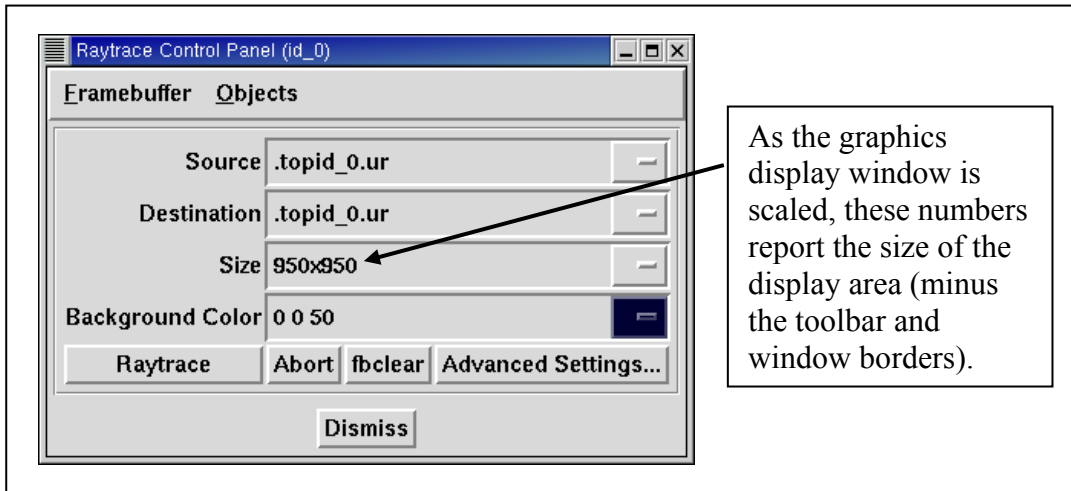 Raytrace Control Panel (id_0)
Framebuffer Objects
Source .topid_0.ur
Destination .topid_0.ur
Size 950x950
Background Color 0 0 50
Raytrace Abort fbclear Advanced Settings...
Dismiss
As the graphics
display window is
scaled, these numbers
report the size of the
display area (minus
the toolbar and
window borders).